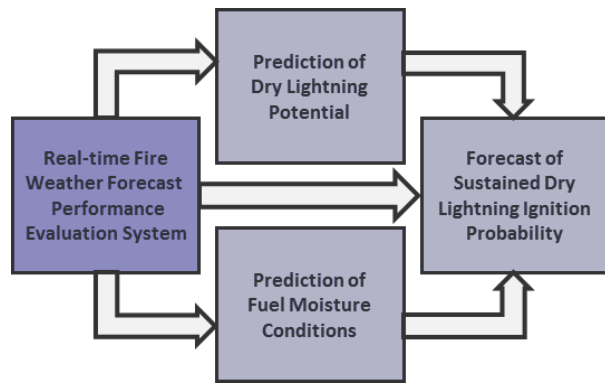 Prediction of
Dry Lightning
Potential
Real-time Fire
Weather Forecast
Performance
Evaluation System
Forecast of
Sustained Dry
Lightning Ignition
Probability
Prediction of
Fuel Moisture
Conditions